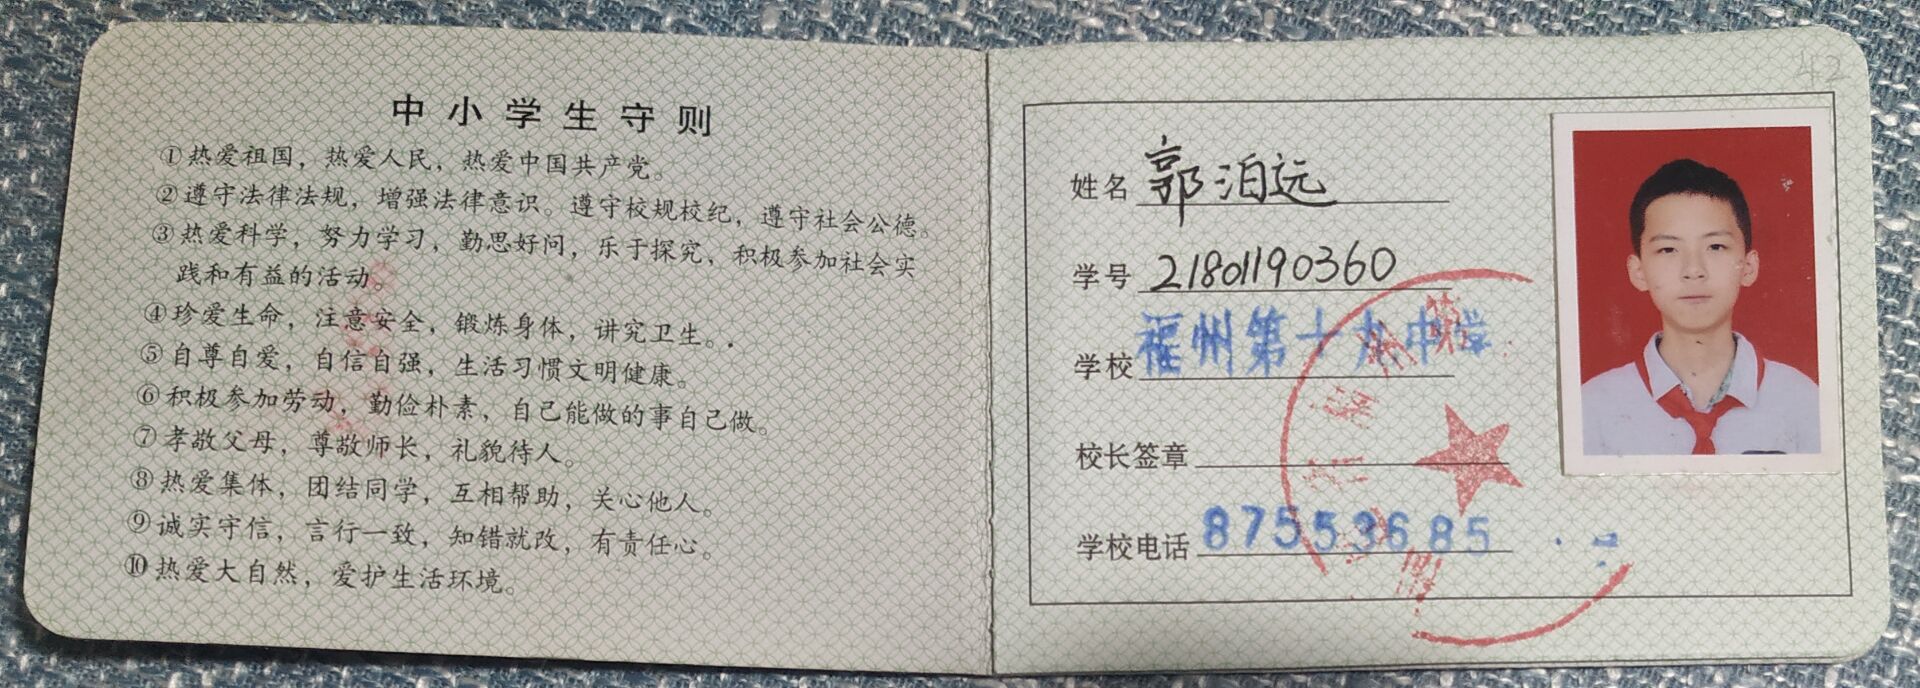 中小学生守则
①热爱祖国，热爱人民，热爱中国共产党。
②遵守法律法规，增强法律意识。遵守校规校纪，遵守社会公德。
③热爱科学，努力学习，勤思好问，乐于探究，积极参加社会实
践和有益的活动。
④珍爱生命，注意安全，锻炼身体，讲究卫生。
⑤自尊自爱，自信自强，生活习惯文明健康。
⑥积极参加劳动，勤俭朴素，自己能做的事自己做。
⑦孝敬父母，尊敬师长，礼貌待人。
⑧热爱集体，团结同学，互相帮助，关心他人。
⑨诚实守信，言行一致，知错就改，有责任心。
⑩热爱大自然，爱护生活环境。
42
姓名 郭泊远
学号 21801190360
学校 福州第十九中学
校长签章
学校电话 87553685